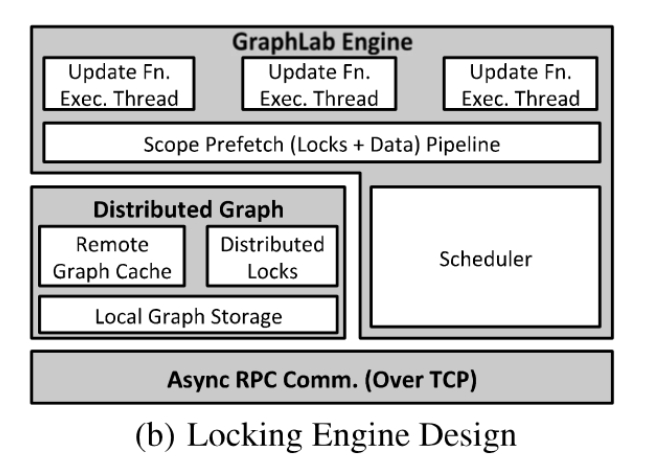 GraphLab Engine
Update Fn.
Exec. Thread
Update Fn.
Exec. Thread
Update Fn.
Exec. Thread
Scope Prefetch (Locks + Data) Pipeline
Distributed Graph
Remote
Graph Cache
Distributed
Locks
Local Graph Storage
Scheduler
Async RPC Comm. (Over TCP)
(b) Locking Engine Design